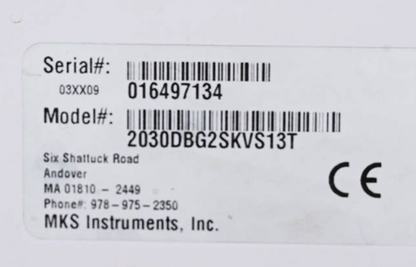 Serial#:
03XX09 016497134
Model#:
2030DBG2SKVS13T
Six Shattuck Road
Andover
MA 01810 - 2449
Phone#: 978 - 975 - 2350
MKS Instruments, Inc.
CE